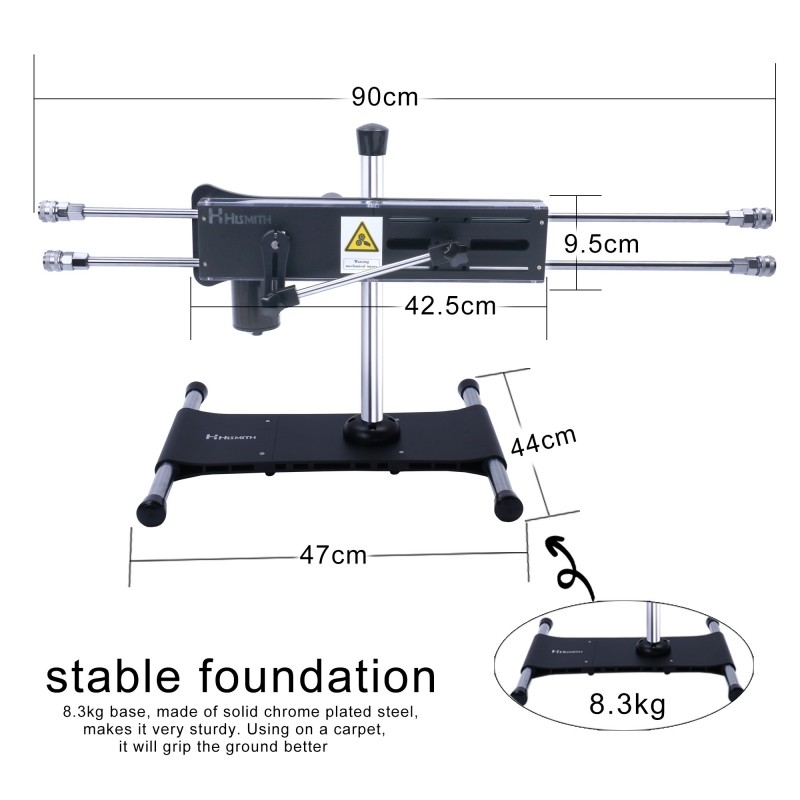 90cm
HISMITH
Warning
mechanical injury
9.5cm
42.5cm
HISMITH
44cm
47cm
HISMITH
8.3kg
stable foundation
8.3kg base, made of solid chrome plated steel,
makes it very sturdy. Using on a carpet,
it will grip the ground better